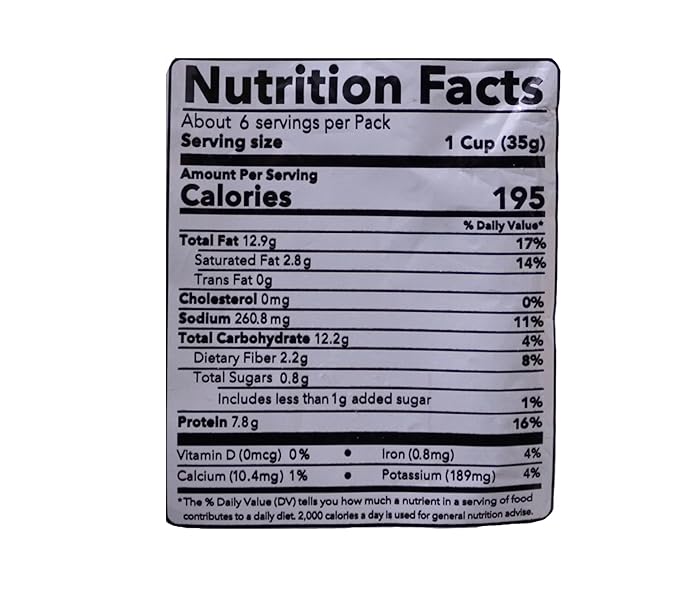 Nutrition Facts
About 6 servings per Pack
Serving size 1 Cup (35g)
Amount Per Serving
Calories 195
% Daily Value*
Total Fat 12.9g 17%
Saturated Fat 2.8g 14%
Trans Fat 0g
Cholesterol 0mg 0%
Sodium 260.8 mg 11%
Total Carbohydrate 12.2g 4%
Dietary Fiber 2.2g 8%
Total Sugars 0.8g
Includes less than 1g added sugar 1%
Protein 7.8g 16%
Vitamin D (0mcg) 0% • Iron (0.8mg) 4%
Calcium (10.4mg) 1% • Potassium (189mg) 4%
*The % Daily Value (DV) tells you how much a nutrient in a serving of food
contributes to a daily diet. 2,000 calories a day is used for general nutrition advise.